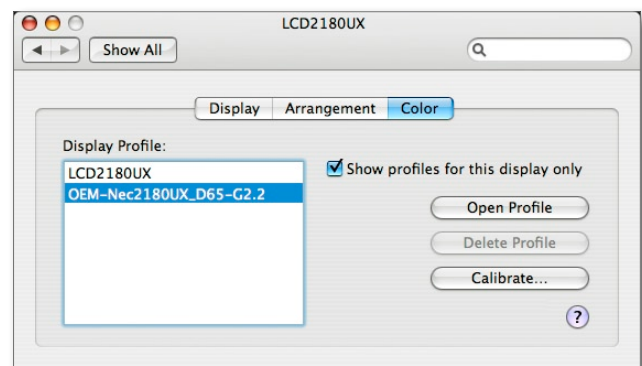 LCD2180UX
Show All
Display Arrangement Color
Display Profile:
LCD2180UX
OEM-Nec2180UX_D65-G2.2
Show profiles for this display only
Open Profile
Delete Profile
Calibrate...
?